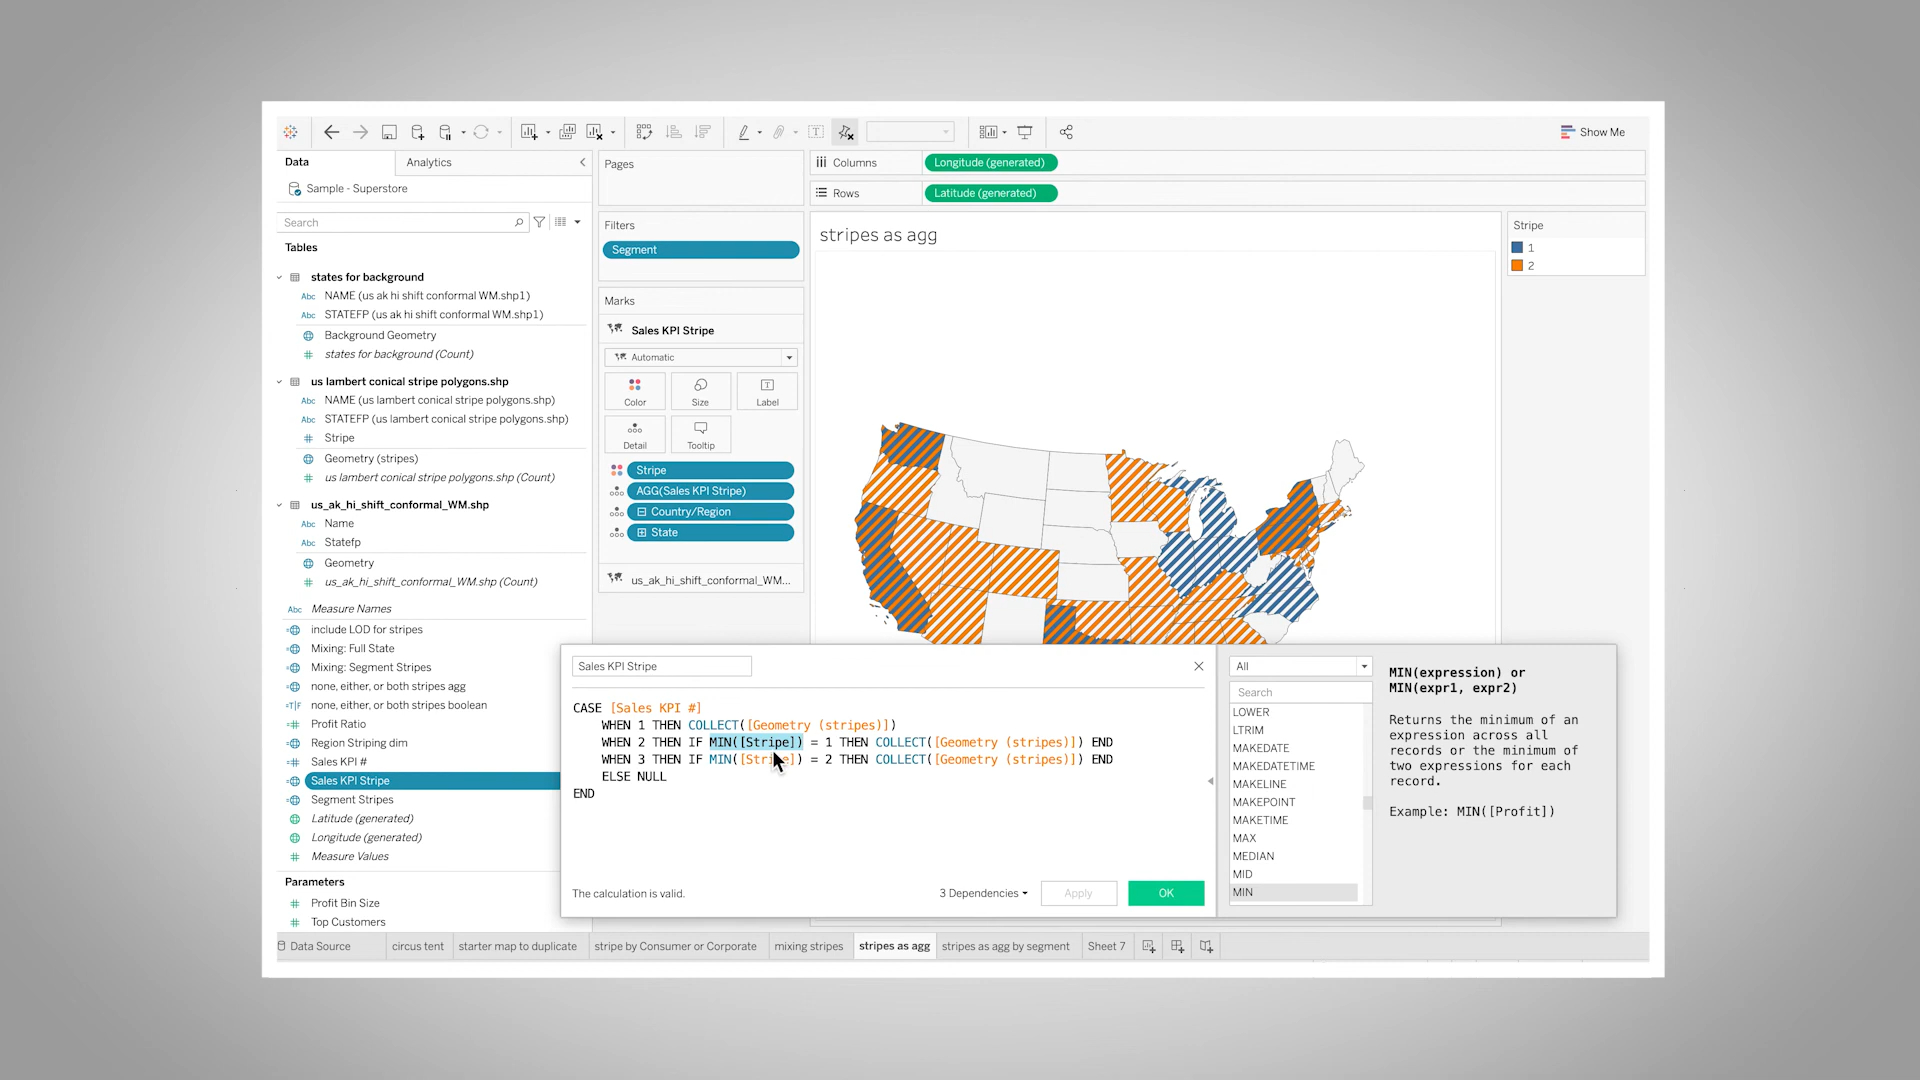 Show Me
Data
Analytics
Sample - Superstore
Search
Tables
states for background
Abc NAME (us ak hi shift conformal WM.shp1)
Abc STATEFP (us ak hi shift conformal WM.shp1)
Background Geometry
states for background (Count)
us lambert conical stripe polygons.shp
Abc NAME (us lambert conical stripe polygons.shp)
Abc STATEFP (us lambert conical stripe polygons.shp)
Stripe
Geometry (stripes)
us lambert conical stripe polygons.shp (Count)
us_ak_hi_shift_conformal_WM.shp
Abc Name
Abc Statefp
Geometry
us_ak_hi_shift_conformal_WM.shp (Count)
Abc Measure Names
include LOD for stripes
Mixing: Full State
Mixing: Segment Stripes
none, either, or both stripes agg
=T|F none, either, or both stripes boolean
Profit Ratio
Region Striping dim
Sales KPI #
Sales KPI Stripe
Segment Stripes
Latitude (generated)
Longitude (generated)
Measure Values
Parameters
Profit Bin Size
Top Customers
Pages
Filters
Segment
Marks
Sales KPI Stripe
Automatic
Color
Size
Label
Detail
Tooltip
Stripe
AGG(Sales KPI Stripe)
Country/Region
State
us_ak_hi_shift_conformal_WM...
Columns
Longitude (generated)
Rows
Latitude (generated)
stripes as agg
Stripe
1
2
Sales KPI Stripe
CASE [Sales KPI #]
WHEN 1 THEN COLLECT([Geometry (stripes)])
WHEN 2 THEN IF MIN([Stripe]) = 1 THEN COLLECT([Geometry (stripes)]) END
WHEN 3 THEN IF MIN([Stripe]) = 2 THEN COLLECT([Geometry (stripes)]) END
ELSE NULL
END
The calculation is valid.
3 Dependencies
Apply
OK
All
Search
LOWER
LTRIM
MAKEDATE
MAKEDATETIME
MAKELINE
MAKEPOINT
MAKETIME
MAX
MEDIAN
MID
MIN
MIN(expression) or
MIN(expr1, expr2)
Returns the minimum of an
expression across all
records or the minimum of
two expressions for each
record.
Example: MIN([Profit])
Data Source
circus tent
starter map to duplicate
stripe by Consumer or Corporate
mixing stripes
stripes as agg
stripes as agg by segment
Sheet 7